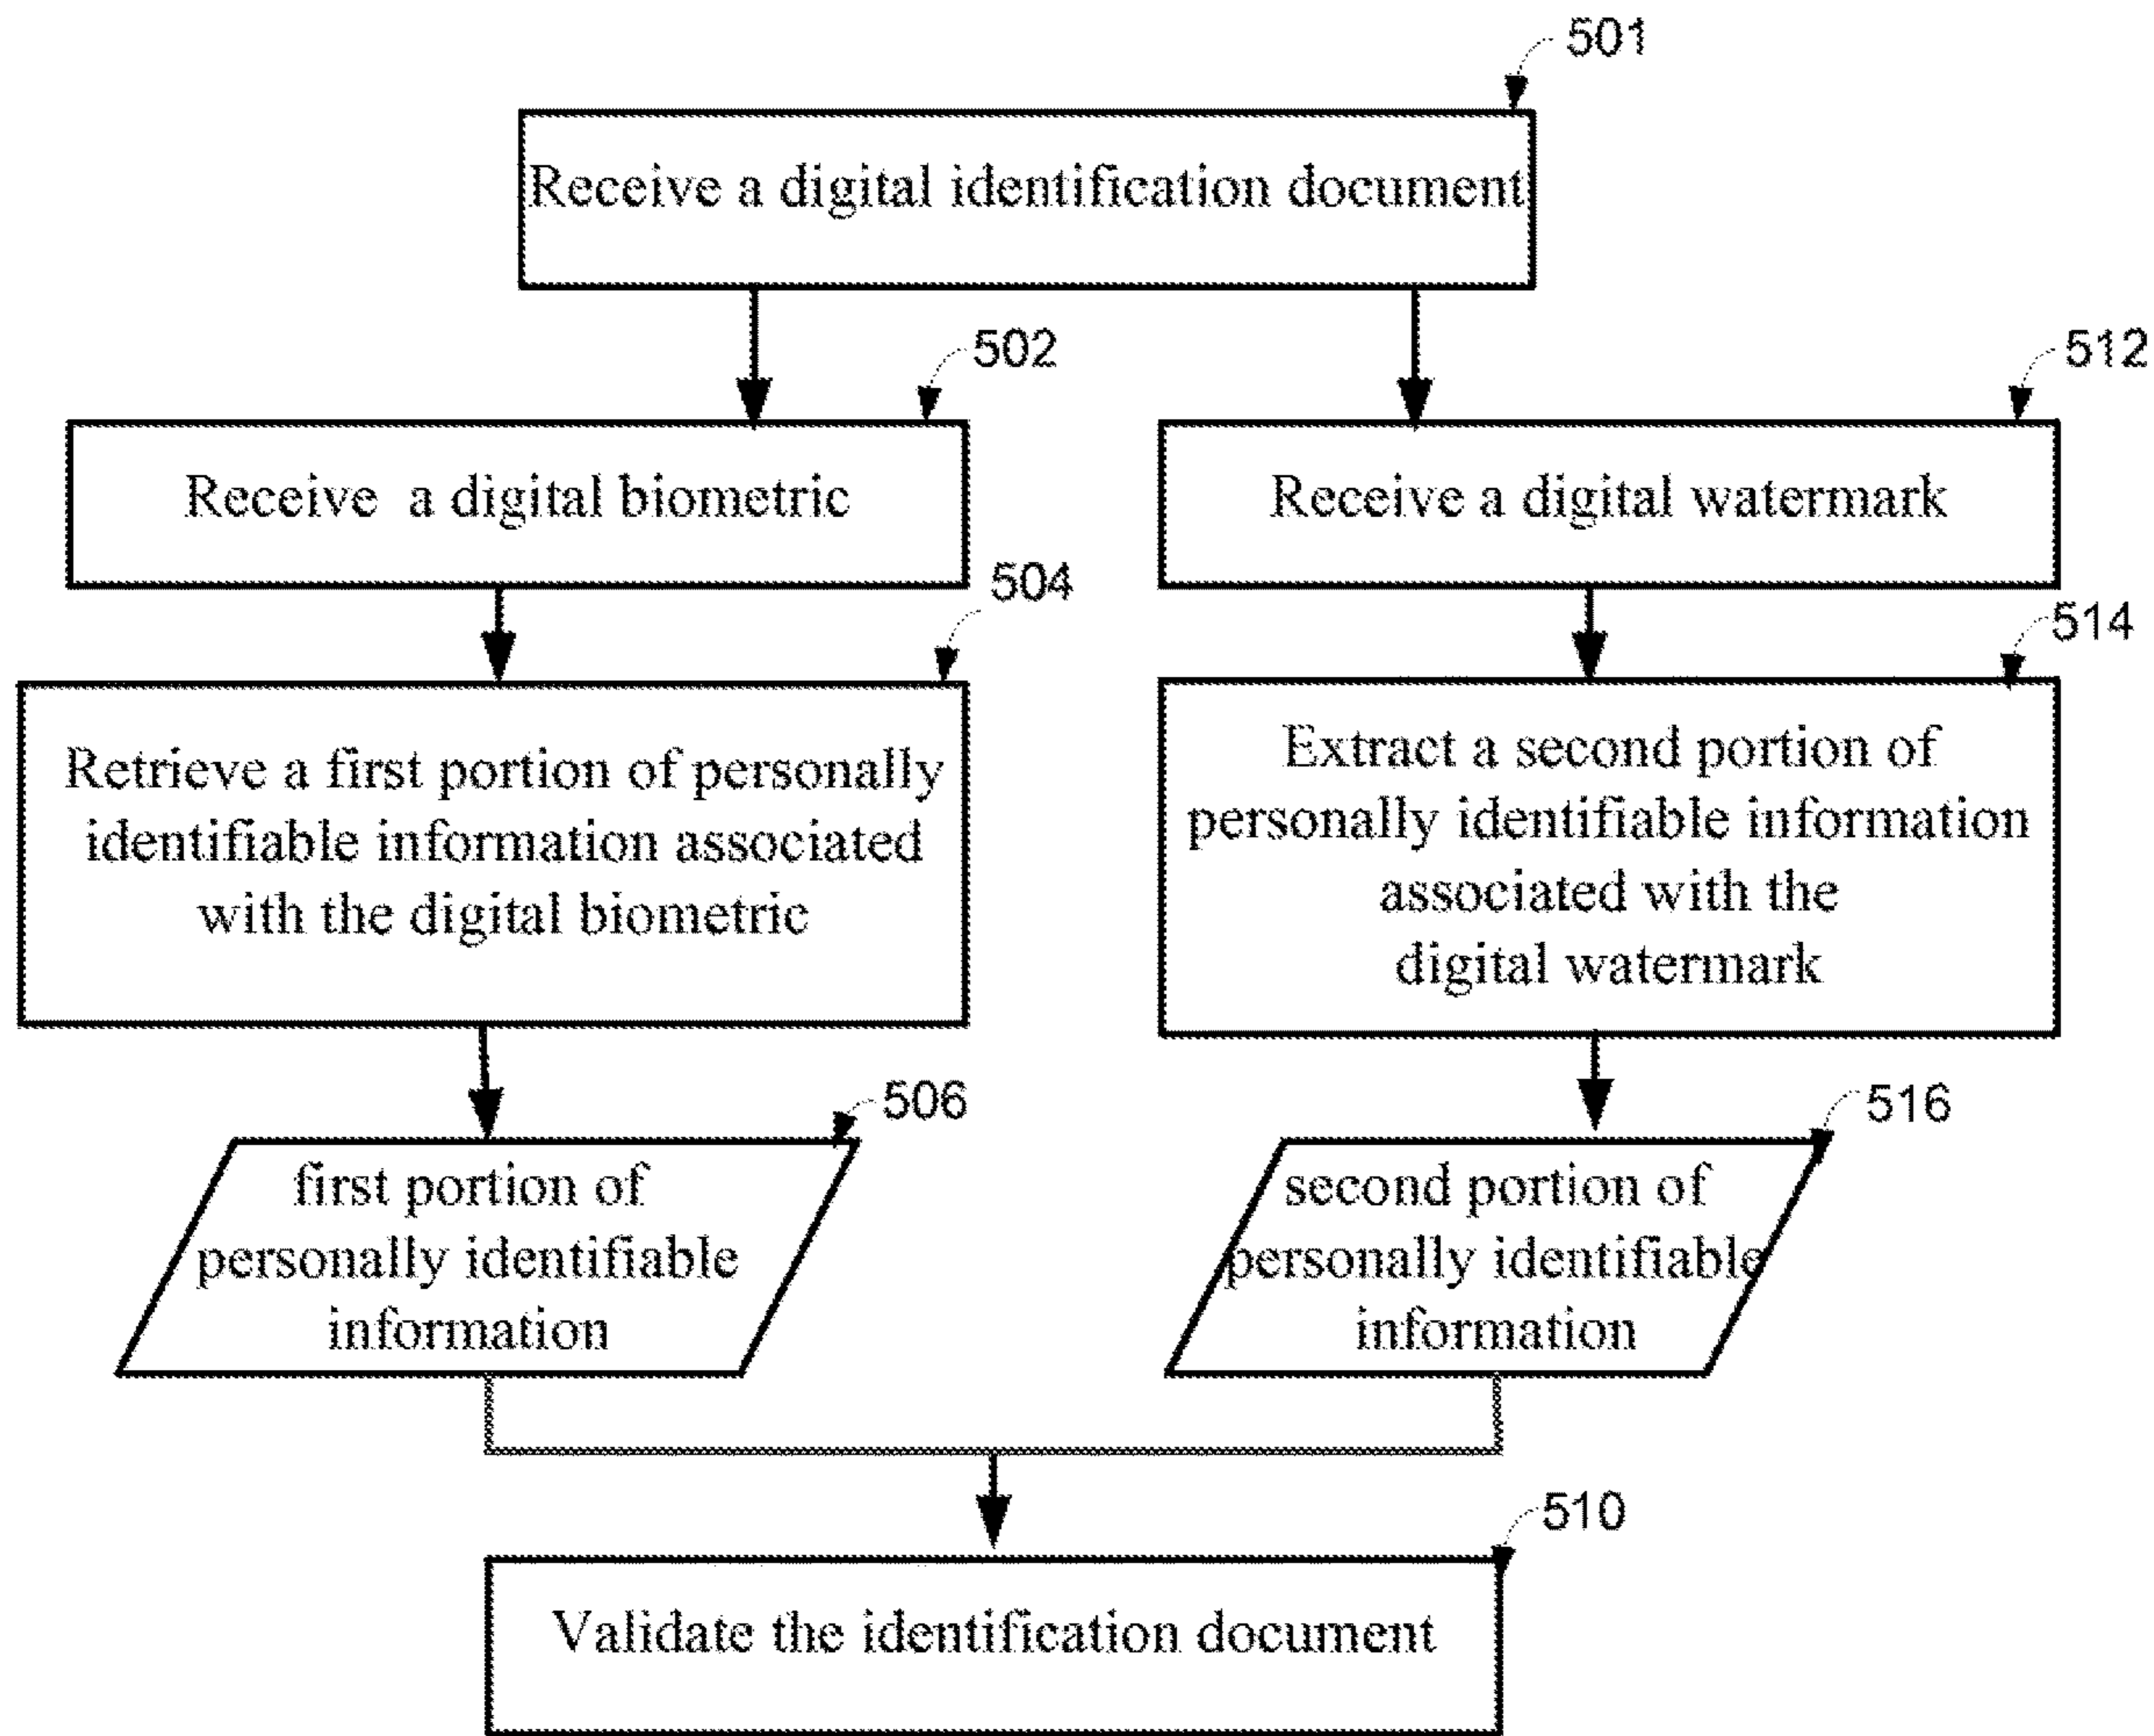 501
Receive a digital identification document
502
512
Receive a digital biometric
Receive a digital watermark
504
514
Retrieve a first portion of personally
identifiable information associated
with the digital biometric
Extract a second portion of
personally identifiable information
associated with the
digital watermark
506
516
first portion of
personally identifiable
information
second portion of
personally identifiable
information
510
Validate the identification document